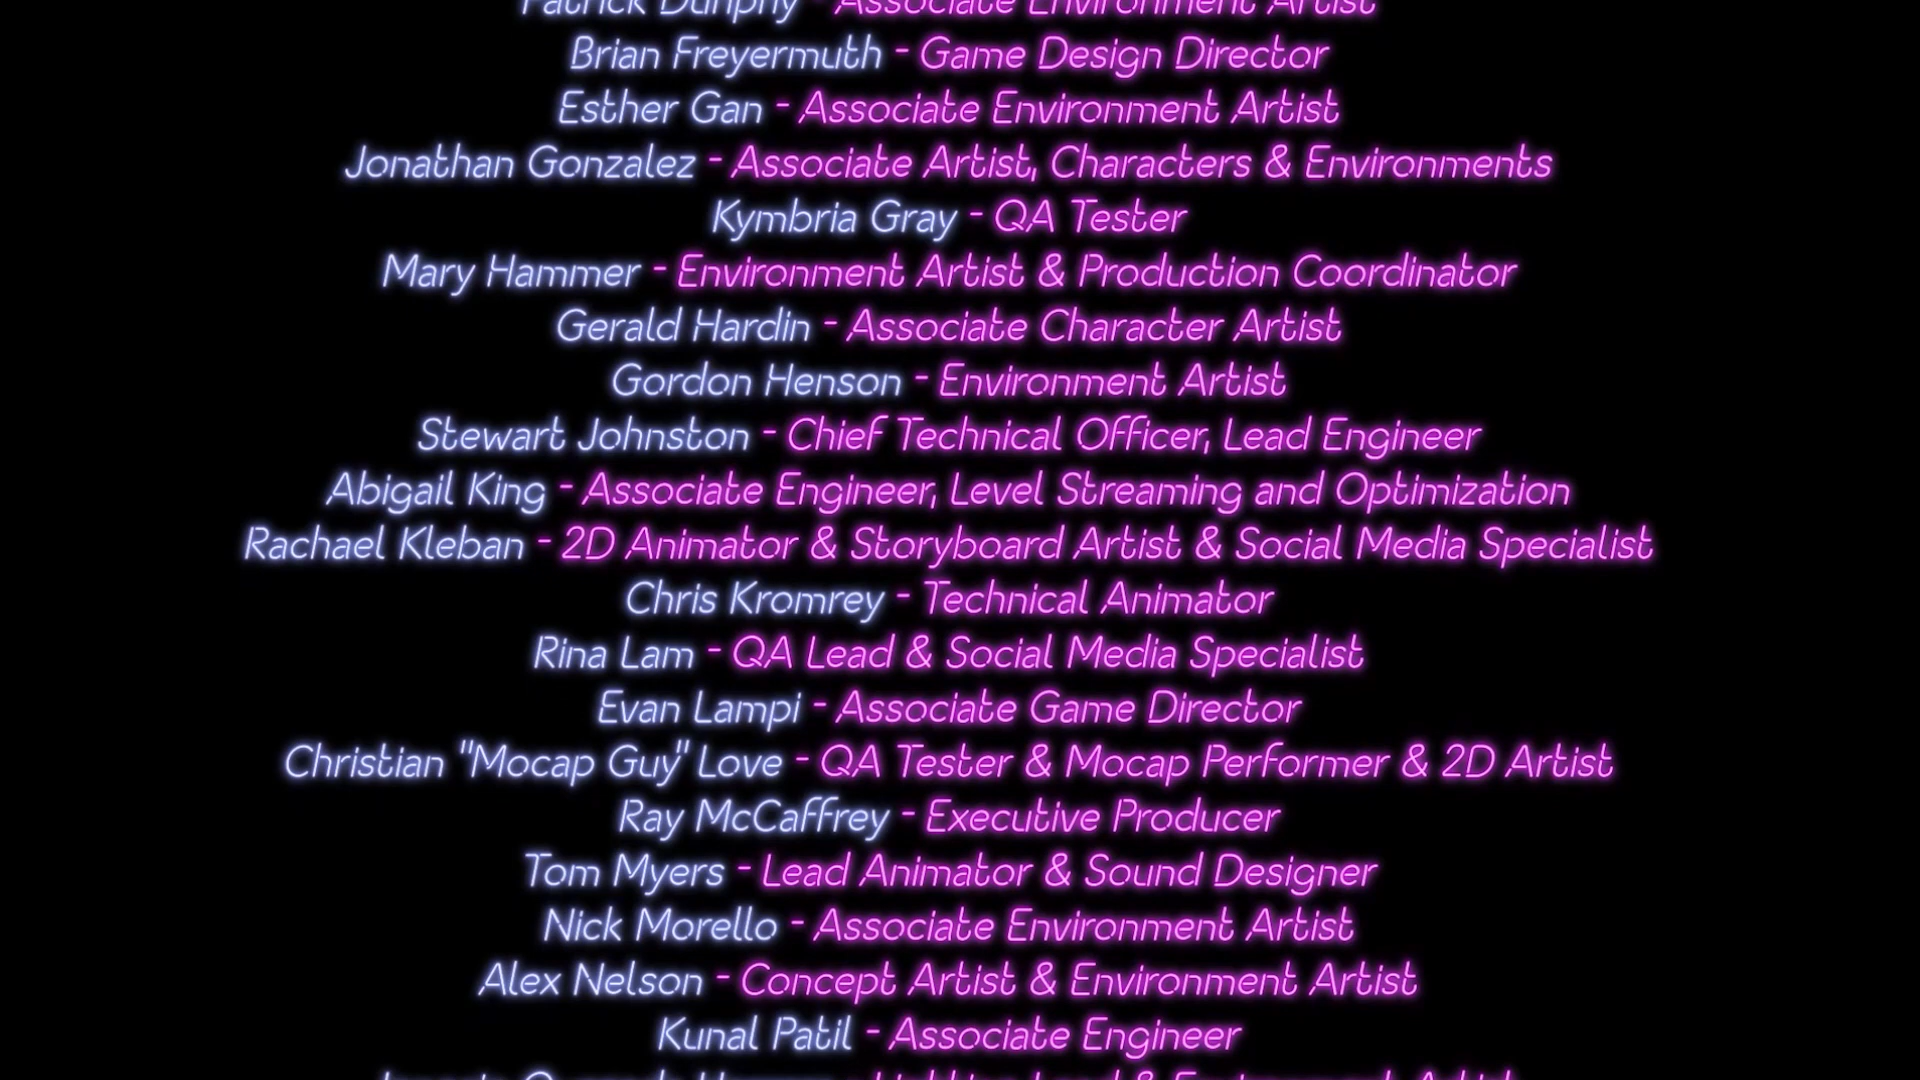 Patrick Dunphy - Associate Environment Artist
Brian Freyermuth - Game Design Director
Esther Gan - Associate Environment Artist
Jonathan Gonzalez - Associate Artist, Characters & Environments
Kymbria Gray - QA Tester
Mary Hammer - Environment Artist & Production Coordinator
Gerald Hardin - Associate Character Artist
Gordon Henson - Environment Artist
Stewart Johnston - Chief Technical Officer, Lead Engineer
Abigail King - Associate Engineer, Level Streaming and Optimization
Rachael Kleban - 2D Animator & Storyboard Artist & Social Media Specialist
Chris Kromrey - Technical Animator
Rina Lam - QA Lead & Social Media Specialist
Evan Lampi - Associate Game Director
Christian "Mocap Guy" Love - QA Tester & Mocap Performer & 2D Artist
Ray McCaffrey - Executive Producer
Tom Myers - Lead Animator & Sound Designer
Nick Morello - Associate Environment Artist
Alex Nelson - Concept Artist & Environment Artist
Kunal Patil - Associate Engineer